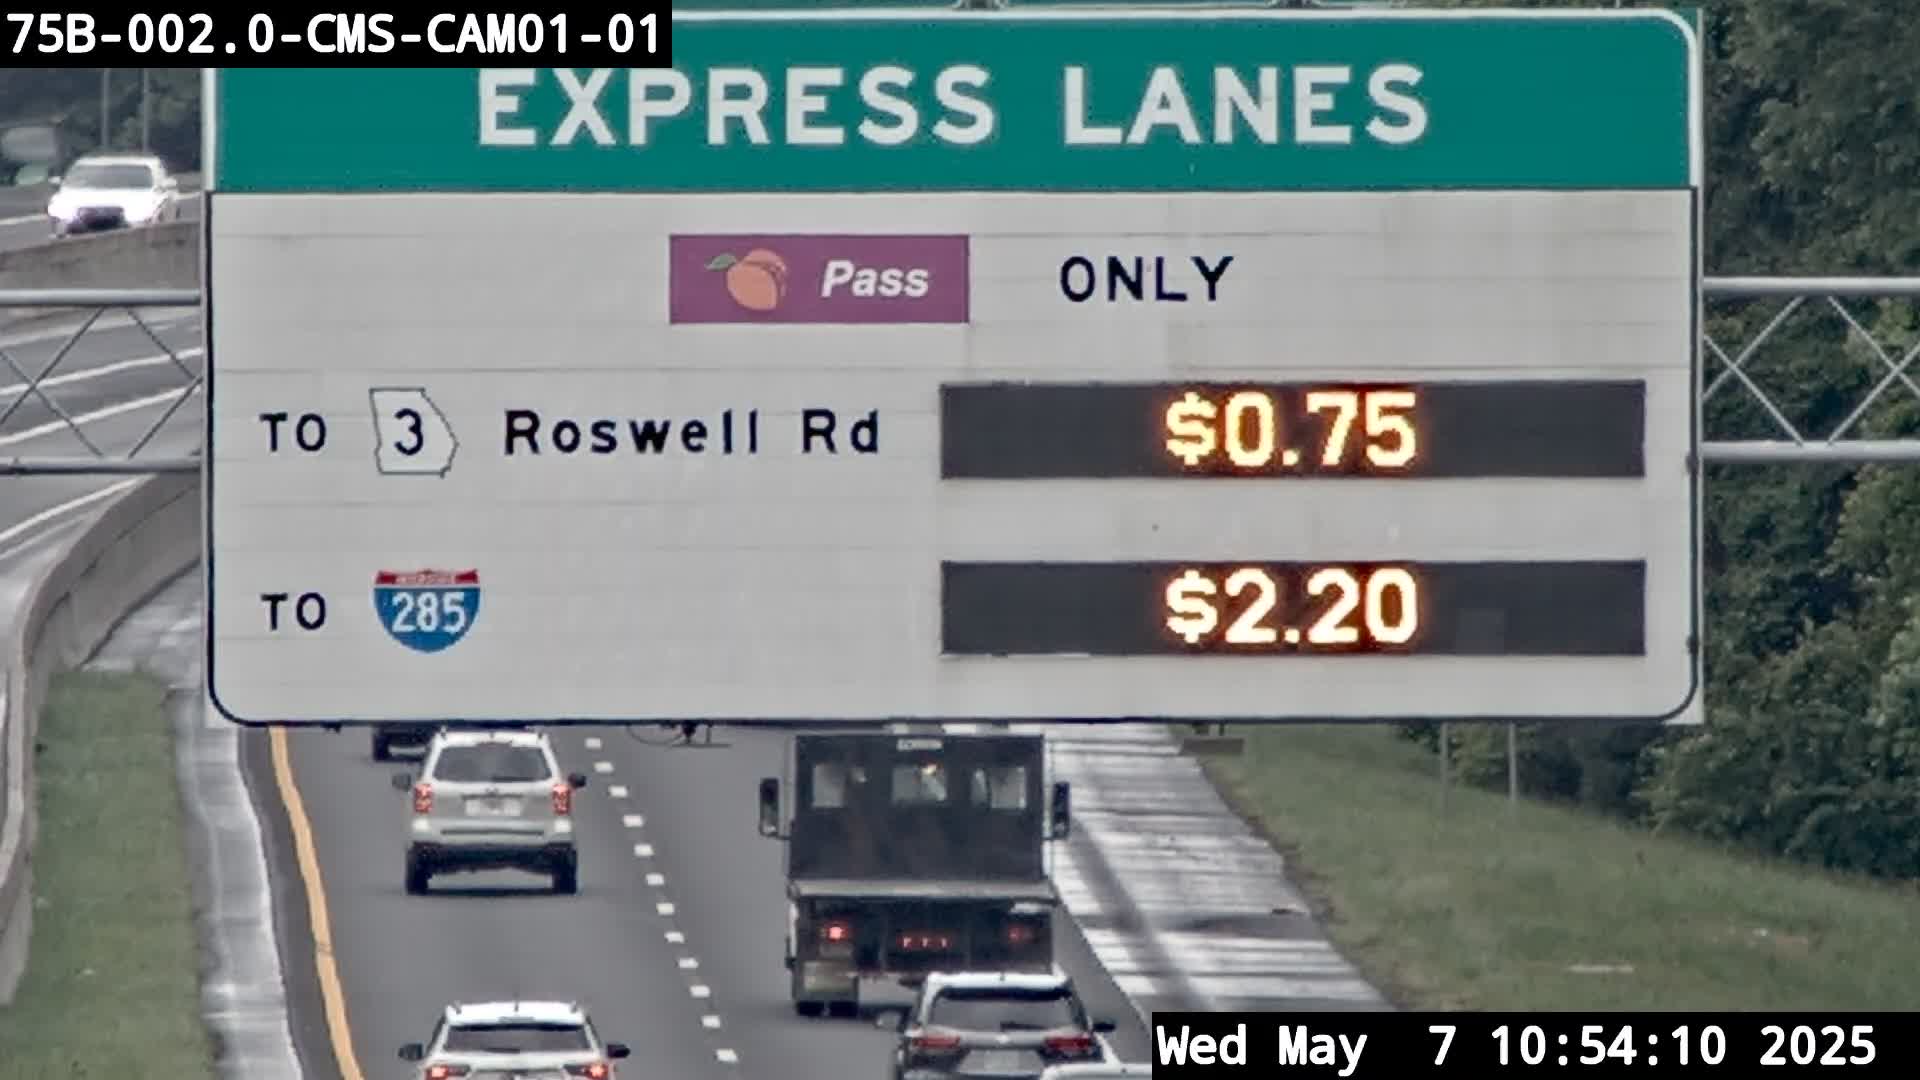 75B-002.0-CMS-CAM01-01
EXPRESS LANES
Pass ONLY
TO 3 Roswell Rd $0.75
INTERSTATE
TO 285 $2.20
Wed May 7 10:54:10 2025